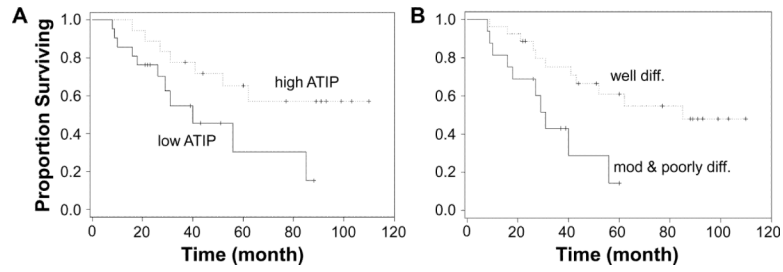 A
B
Proportion Surviving
1.0
0.8
0.6
0.4
0.2
0.0
high ATIP
low ATIP
0 20 40 60 80 100 120
Time (month)
1.0
0.8
0.6
0.4
0.2
0.0
well diff.
mod & poorly diff.
0 20 40 60 80 100 120
Time (month)